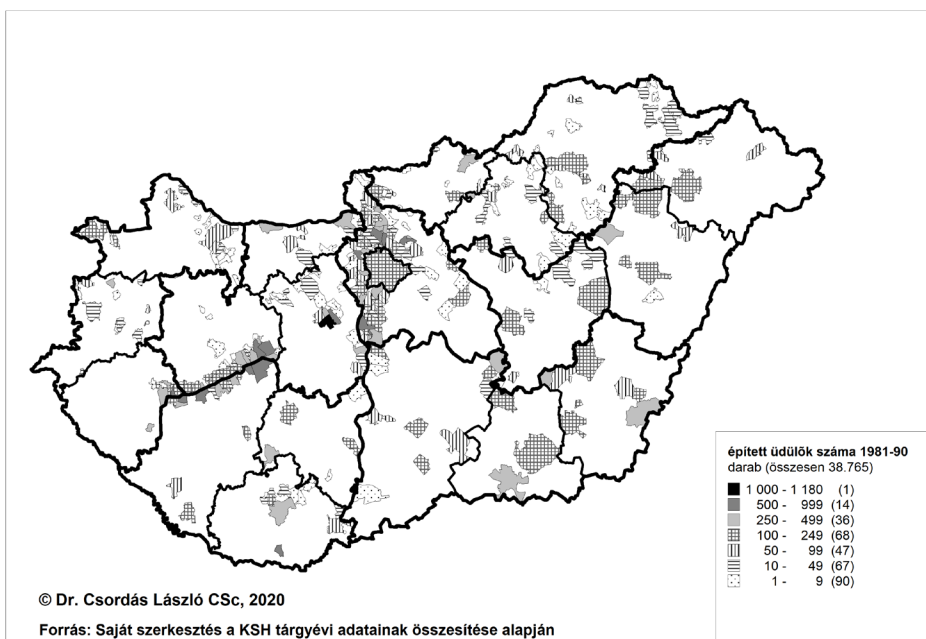 épített üdülők száma 1981-90
darab (összesen 38.765)
1 000 - 1 180 (1)
500 - 999 (14)
250 - 499 (36)
100 - 249 (68)
50 - 99 (47)
10 - 49 (67)
1 - 9 (90)
© Dr. Csordás László CSc, 2020
Forrás: Saját szerkesztés a KSH tárgyévi adatainak összesítése alapján